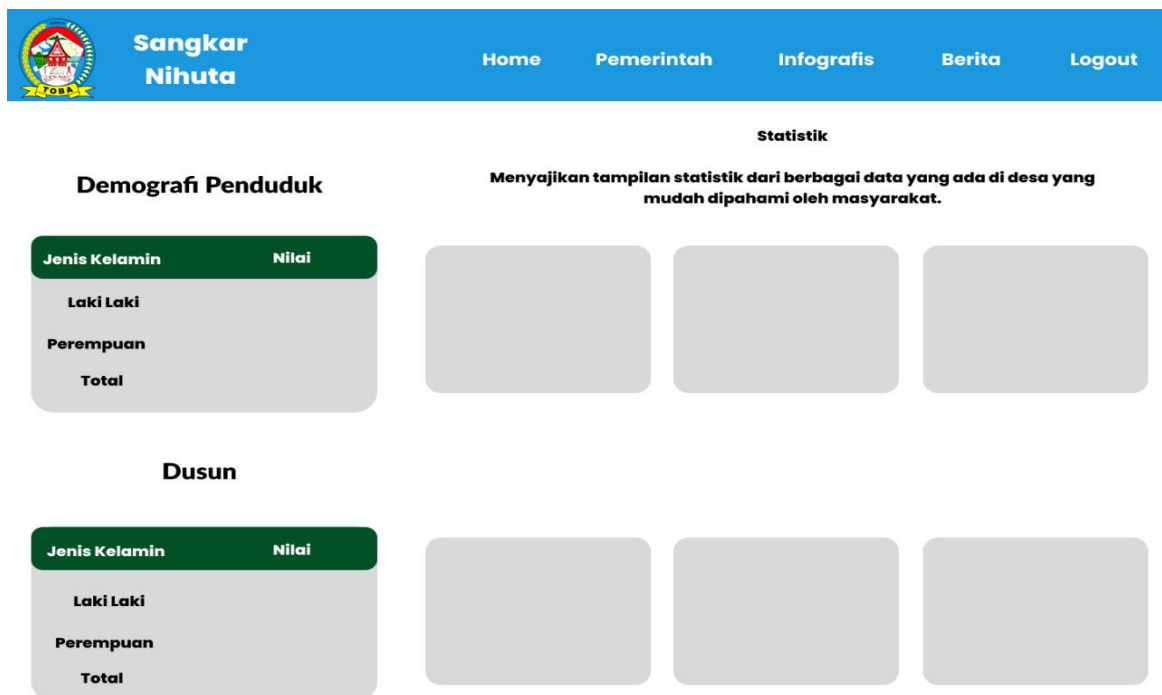 TOBA
Sangkar
Nihuta
Home Pemerintah Infografis Berita Logout
Statistik
Menyajikan tampilan statistik dari berbagai data yang ada di desa yang
mudah dipahami oleh masyarakat.
Demografi Penduduk
Jenis Kelamin Nilai
Laki Laki
Perempuan
Total
Dusun
Jenis Kelamin Nilai
Laki Laki
Perempuan
Total